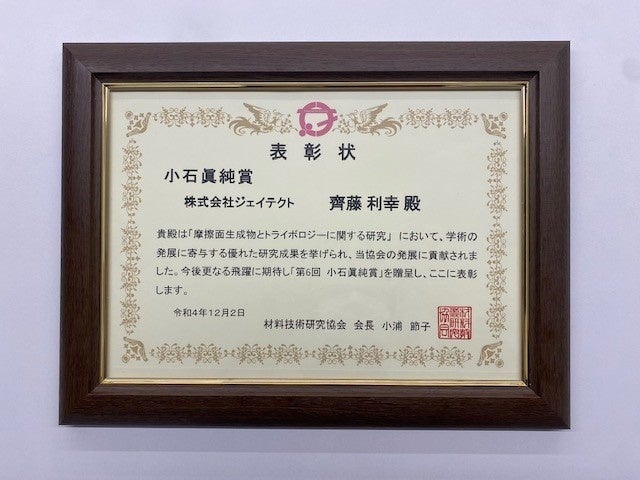 表彰状
小石眞純賞
株式会社ジェイテクト 齊藤利幸殿
貴殿は「摩擦面生成物とトライボロジーに関する研究」において、学術の
発展に寄与する優れた研究成果を挙げられ、当協会の発展に貢献されま
した。今後更なる飛躍に期待し「第6回 小石眞純賞」を贈呈し、ここに表彰
します。
令和4年12月2日
材料技術研究協会 会長 小浦 節子